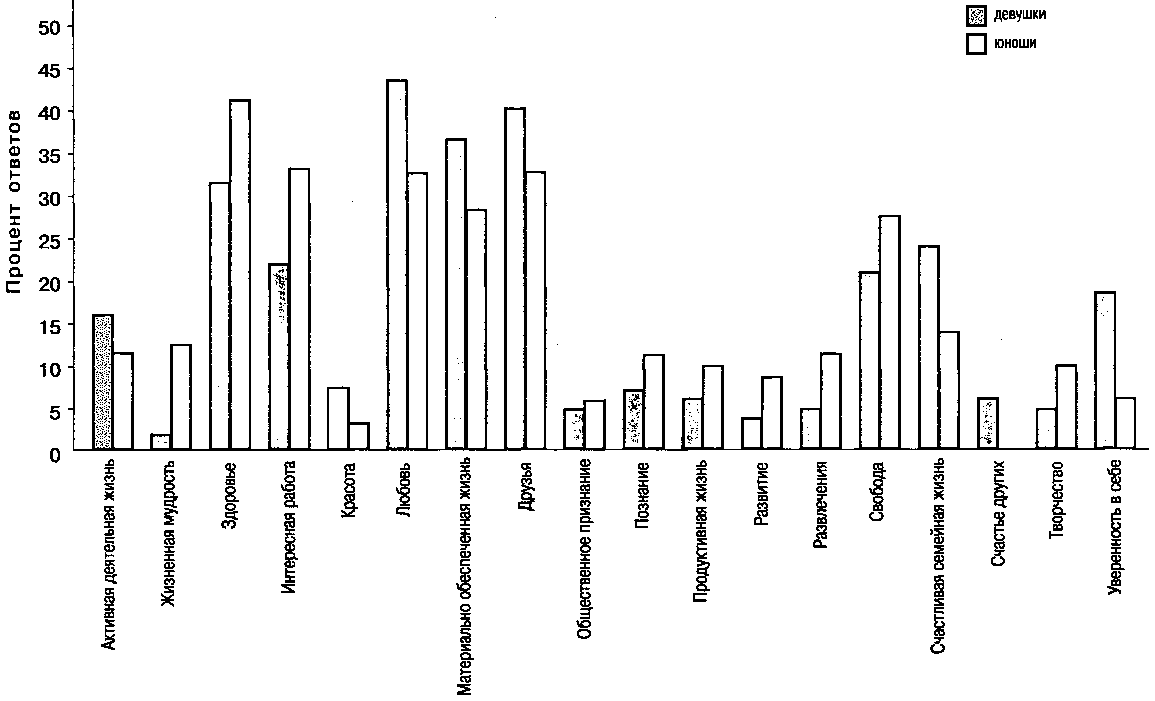 девушки
юноши
Процент ответов
50
45
40
35
30
25
20
15
10
5
0
Активная деятельная жизнь
Жизненная мудрость
Здоровье
Интересная работа
Красота
Любовь
Материально обеспеченная жизнь
Друзья
Общественное признание
Познание
Продуктивная жизнь
Развитие
Развлечения
Свобода
Счастливая семейная жизнь
Счастье других
Творчество
Уверенность в себе